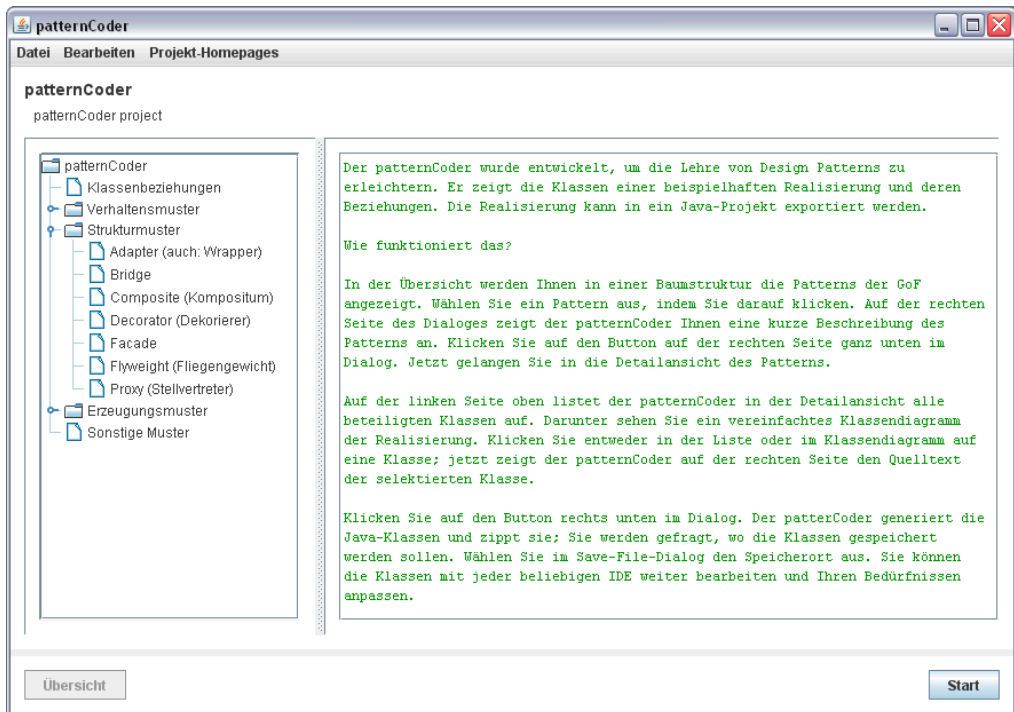 patternCoder
Datei Bearbeiten Projekt-Homepages
patternCoder
patternCoder project
patternCoder
Klassenbeziehungen
Verhaltensmuster
Strukturmuster
Adapter (auch: Wrapper)
Bridge
Composite (Kompositum)
Decorator (Dekorierer)
Facade
Flyweight (Fliegengewicht)
Proxy (Stellvertreter)
Erzeugungsmuster
Sonstige Muster
Der patternCoder wurde entwickelt, um die Lehre von Design Patterns zu
erleichtern. Er zeigt die Klassen einer beispielhaften Realisierung und deren
Beziehungen. Die Realisierung kann in ein Java-Projekt exportiert werden.
Wie funktioniert das?
In der Übersicht werden Ihnen in einer Baumstruktur die Patterns der GoF
angezeigt. Wählen Sie ein Pattern aus, indem Sie darauf klicken. Auf der rechten
Seite des Dialoges zeigt der patternCoder Ihnen eine kurze Beschreibung des
Patterns an. Klicken Sie auf den Button auf der rechten Seite ganz unten im
Dialog. Jetzt gelangen Sie in die Detailansicht des Patterns.
Auf der linken Seite oben listet der patternCoder in der Detailansicht alle
beteiligten Klassen auf. Darunter sehen Sie ein vereinfachtes Klassendiagramm
der Realisierung. Klicken Sie entweder in der Liste oder im Klassendiagramm auf
eine Klasse; jetzt zeigt der patternCoder auf der rechten Seite den Quelltext
der selektierten Klasse.
Klicken Sie auf den Button rechts unten im Dialog. Der patterCoder generiert die
Java-Klassen und zippt sie; Sie werden gefragt, wo die Klassen gespeichert
werden sollen. Wählen Sie im Save-File-Dialog den Speicherort aus. Sie können
die Klassen mit jeder beliebigen IDE weiter bearbeiten und Ihren Bedürfnissen
anpassen.
Übersicht
Start